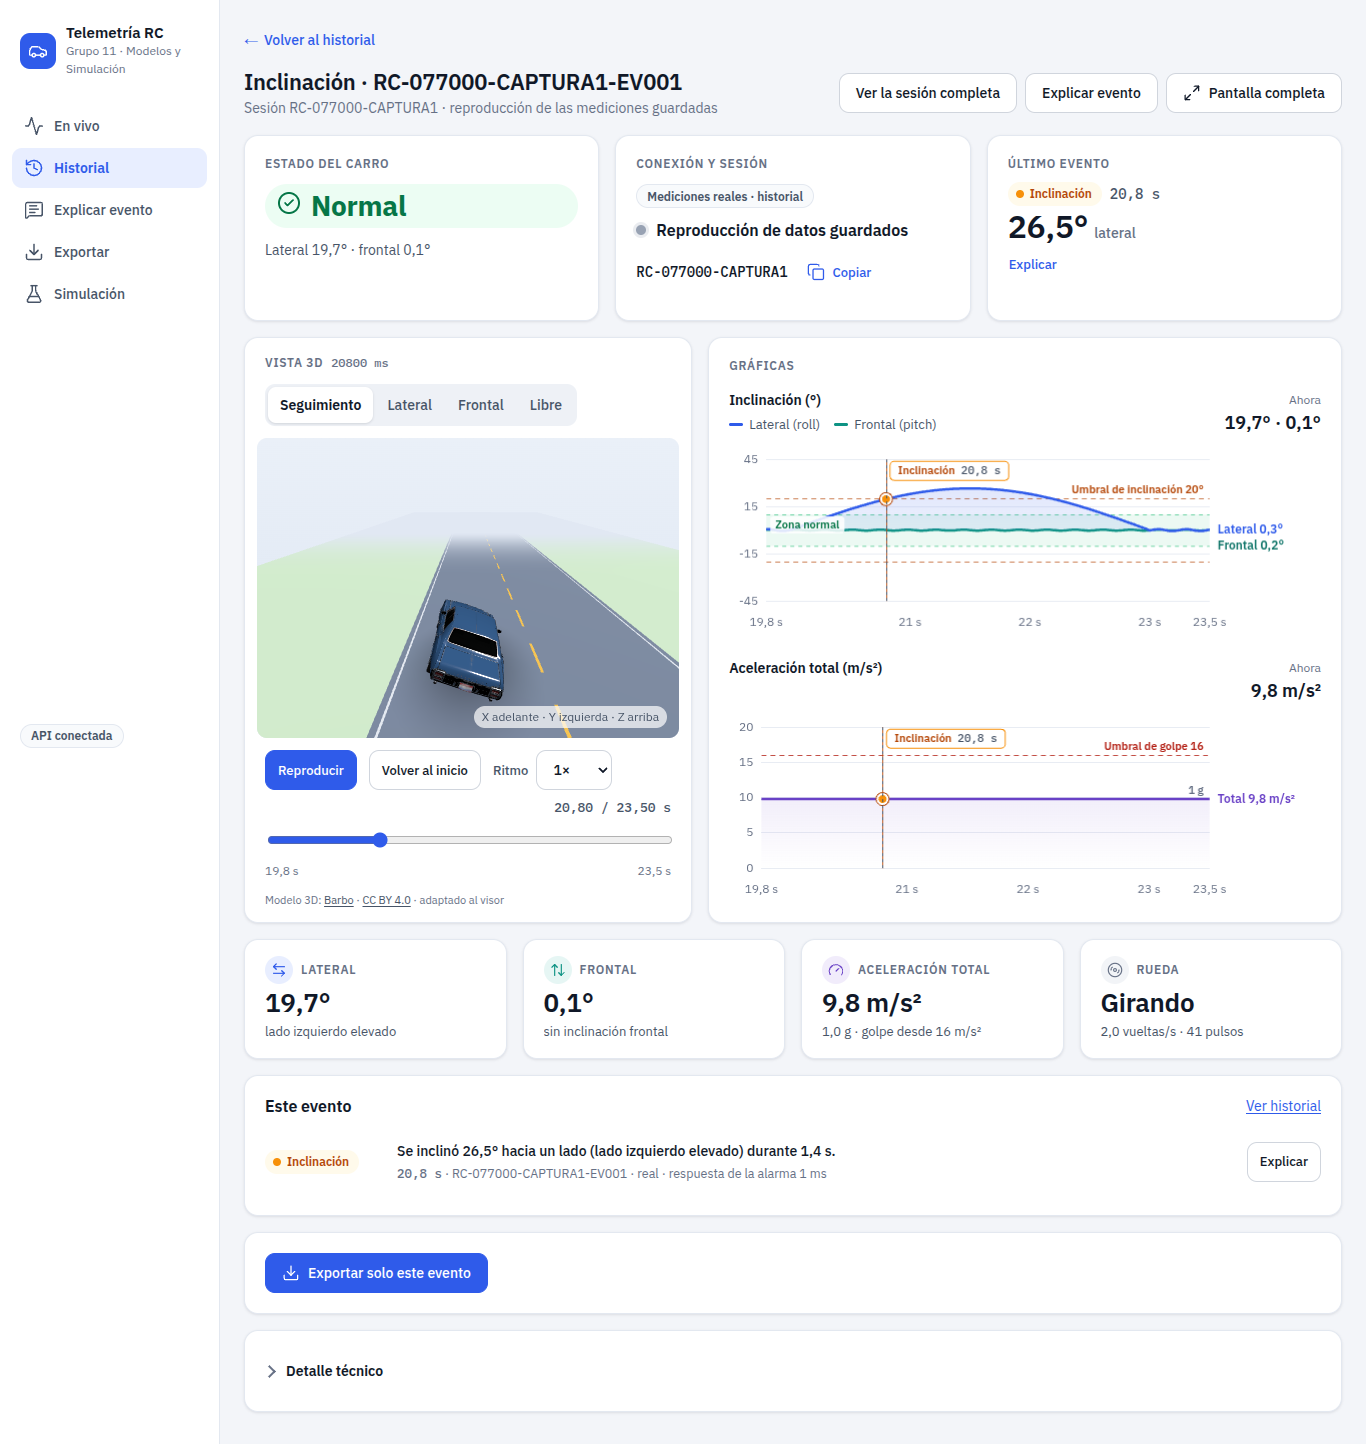 Telemetría RC
Grupo 11 · Modelos y
Simulación
En vivo
Historial
Explicar evento
Exportar
Simulación
API conectada
← Volver al historial
Inclinación · RC-077000-CAPTURA1-EV001
Sesión RC-077000-CAPTURA1 · reproducción de las mediciones guardadas
Ver la sesión completa
Explicar evento
Pantalla completa
ESTADO DEL CARRO
Normal
Lateral 19,7° · frontal 0,1°
CONEXIÓN Y SESIÓN
Mediciones reales · historial
Reproducción de datos guardados
RC-077000-CAPTURA1
Copiar
ÚLTIMO EVENTO
Inclinación 20,8 s
26,5° lateral
Explicar
VISTA 3D 20800 ms
Seguimiento
Lateral
Frontal
Libre
X adelante · Y izquierda · Z arriba
Reproducir
Volver al inicio
Ritmo
1×
20,80 / 23,50 s
19,8 s
23,5 s
Modelo 3D: Barbo · CC BY 4.0 · adaptado al visor
GRÁFICAS
Inclinación (°)
Ahora
Lateral (roll)
Frontal (pitch)
19,7° · 0,1°
45
15
-15
-45
Inclinación 20,8 s
Umbral de inclinación 20°
Zona normal
Lateral 0,3°
Frontal 0,2°
19,8 s
21 s
22 s
23 s
23,5 s
Aceleración total (m/s²)
Ahora
9,8 m/s²
20
15
10
5
0
Inclinación 20,8 s
Umbral de golpe 16
1 g
Total 9,8 m/s²
19,8 s
21 s
22 s
23 s
23,5 s
LATERAL
19,7°
lado izquierdo elevado
FRONTAL
0,1°
sin inclinación frontal
ACELERACIÓN TOTAL
9,8 m/s²
1,0 g · golpe desde 16 m/s²
RUEDA
Girando
2,0 vueltas/s · 41 pulsos
Este evento
Ver historial
Inclinación
Se inclinó 26,5° hacia un lado (lado izquierdo elevado) durante 1,4 s.
20,8 s · RC-077000-CAPTURA1-EV001 · real · respuesta de la alarma 1 ms
Explicar
Exportar solo este evento
Detalle técnico